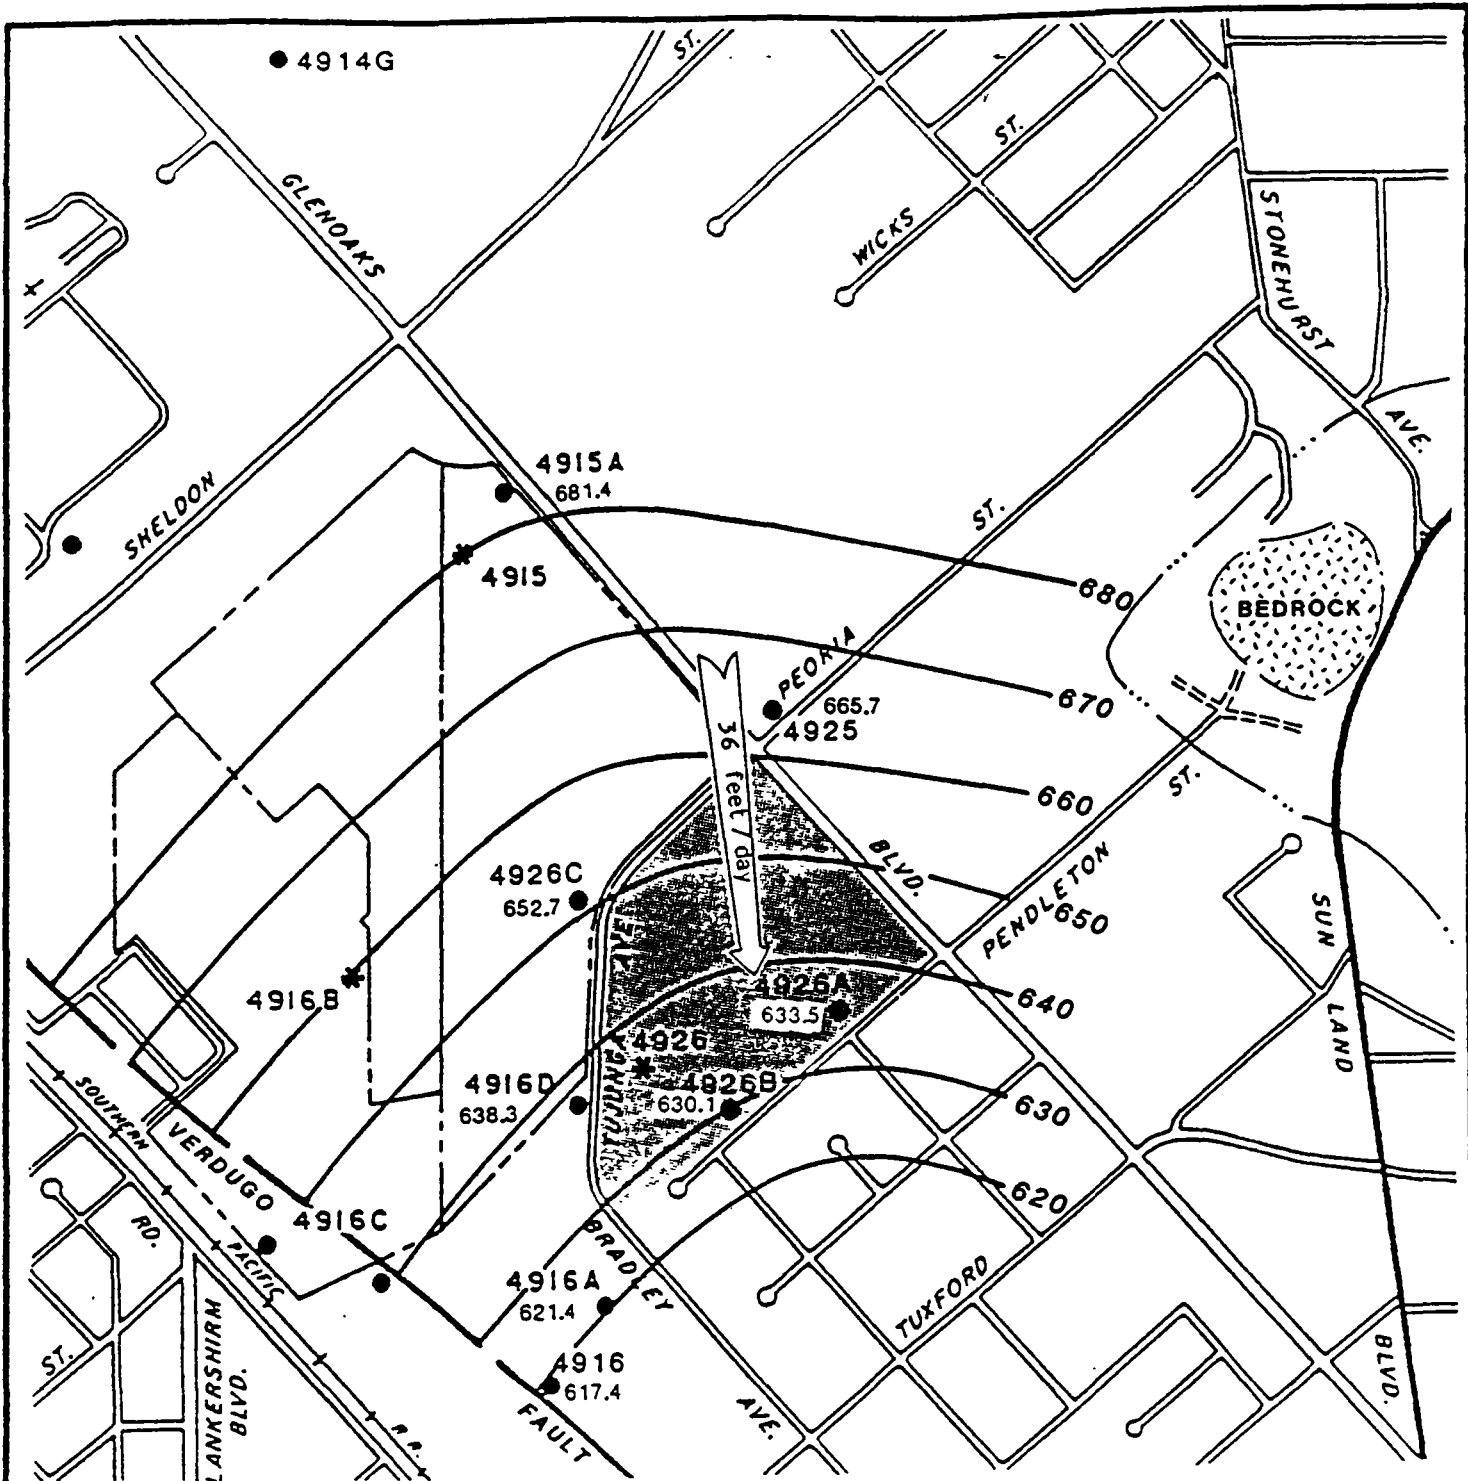 4914G
ST.
ST.
GLENOAKS
WICKS
STONEHURST
AVE.
SHELDON
4915A
681.4
4915
ST.
680
BEDROCK
PEORIA
665.7
4925
670
36 feet / day
660
ST.
BLVD.
PENDLETON
650
4926C
652.7
TUJUNGA AVE.
SUN LAND
4916B
4926A
633.5
640
4926
4926B
630.1
4916D
638.3
630
SOUTHERN
VERDUGO
620
RD.
4916C
PACIFIC
BRADLEY
4916A
621.4
TUXFORD
ST.
LANKERSHIRM
BLVD.
4916
617.4
FAULT
AVE.
R.R.
BLVD.